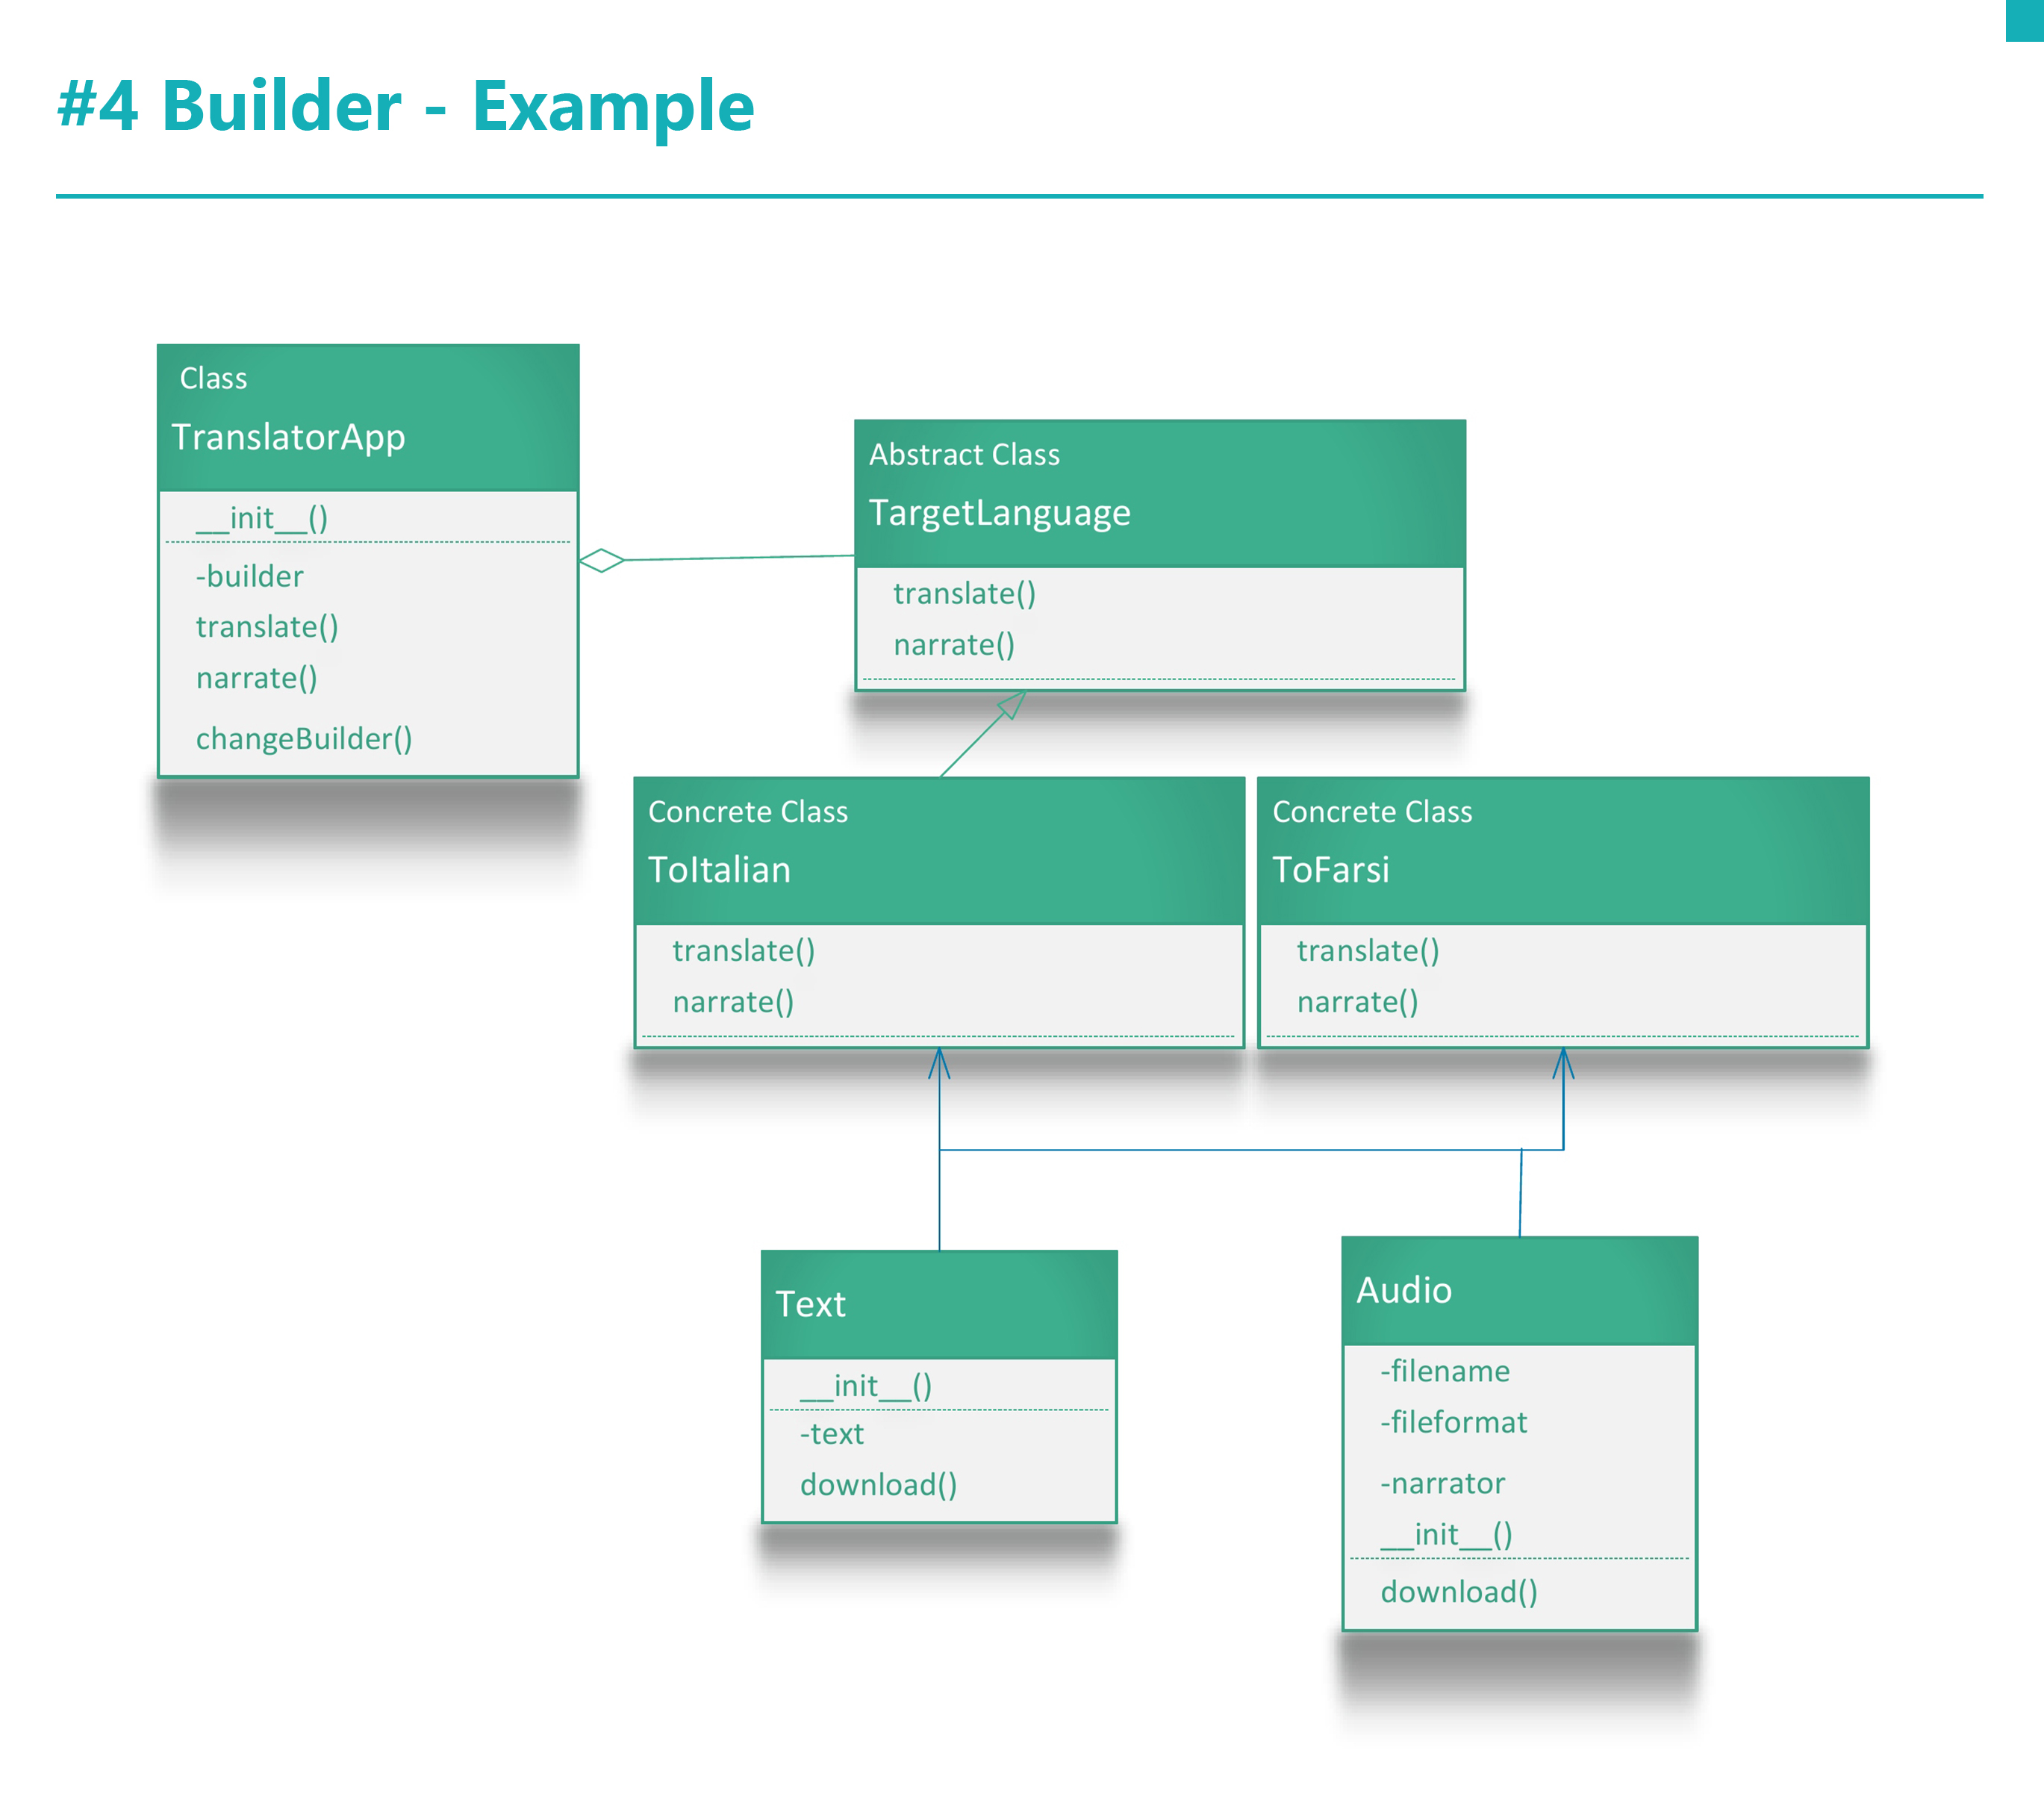 #4 Builder - Example
Class
TranslatorApp
__init__()
-builder
translate()
narrate()
changeBuilder()
Abstract Class
TargetLanguage
translate()
narrate()
Concrete Class
ToItalian
translate()
narrate()
Concrete Class
ToFarsi
translate()
narrate()
Text
__init__()
-text
download()
Audio
-filename
-fileformat
-narrator
__init__()
download()